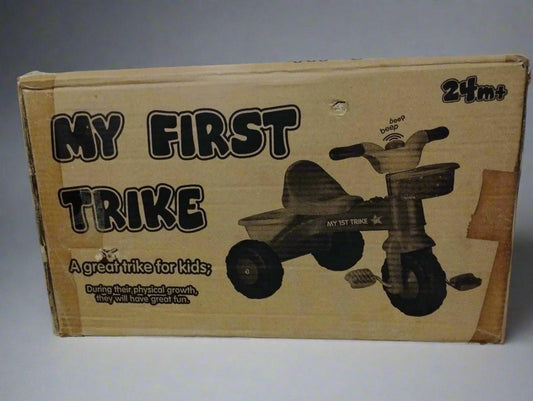 24m+
MY FIRST
TRIKE
beep
beep
MY 1ST TRIKE
A great trike for kids;
During their physical growth,
they will have great fun.